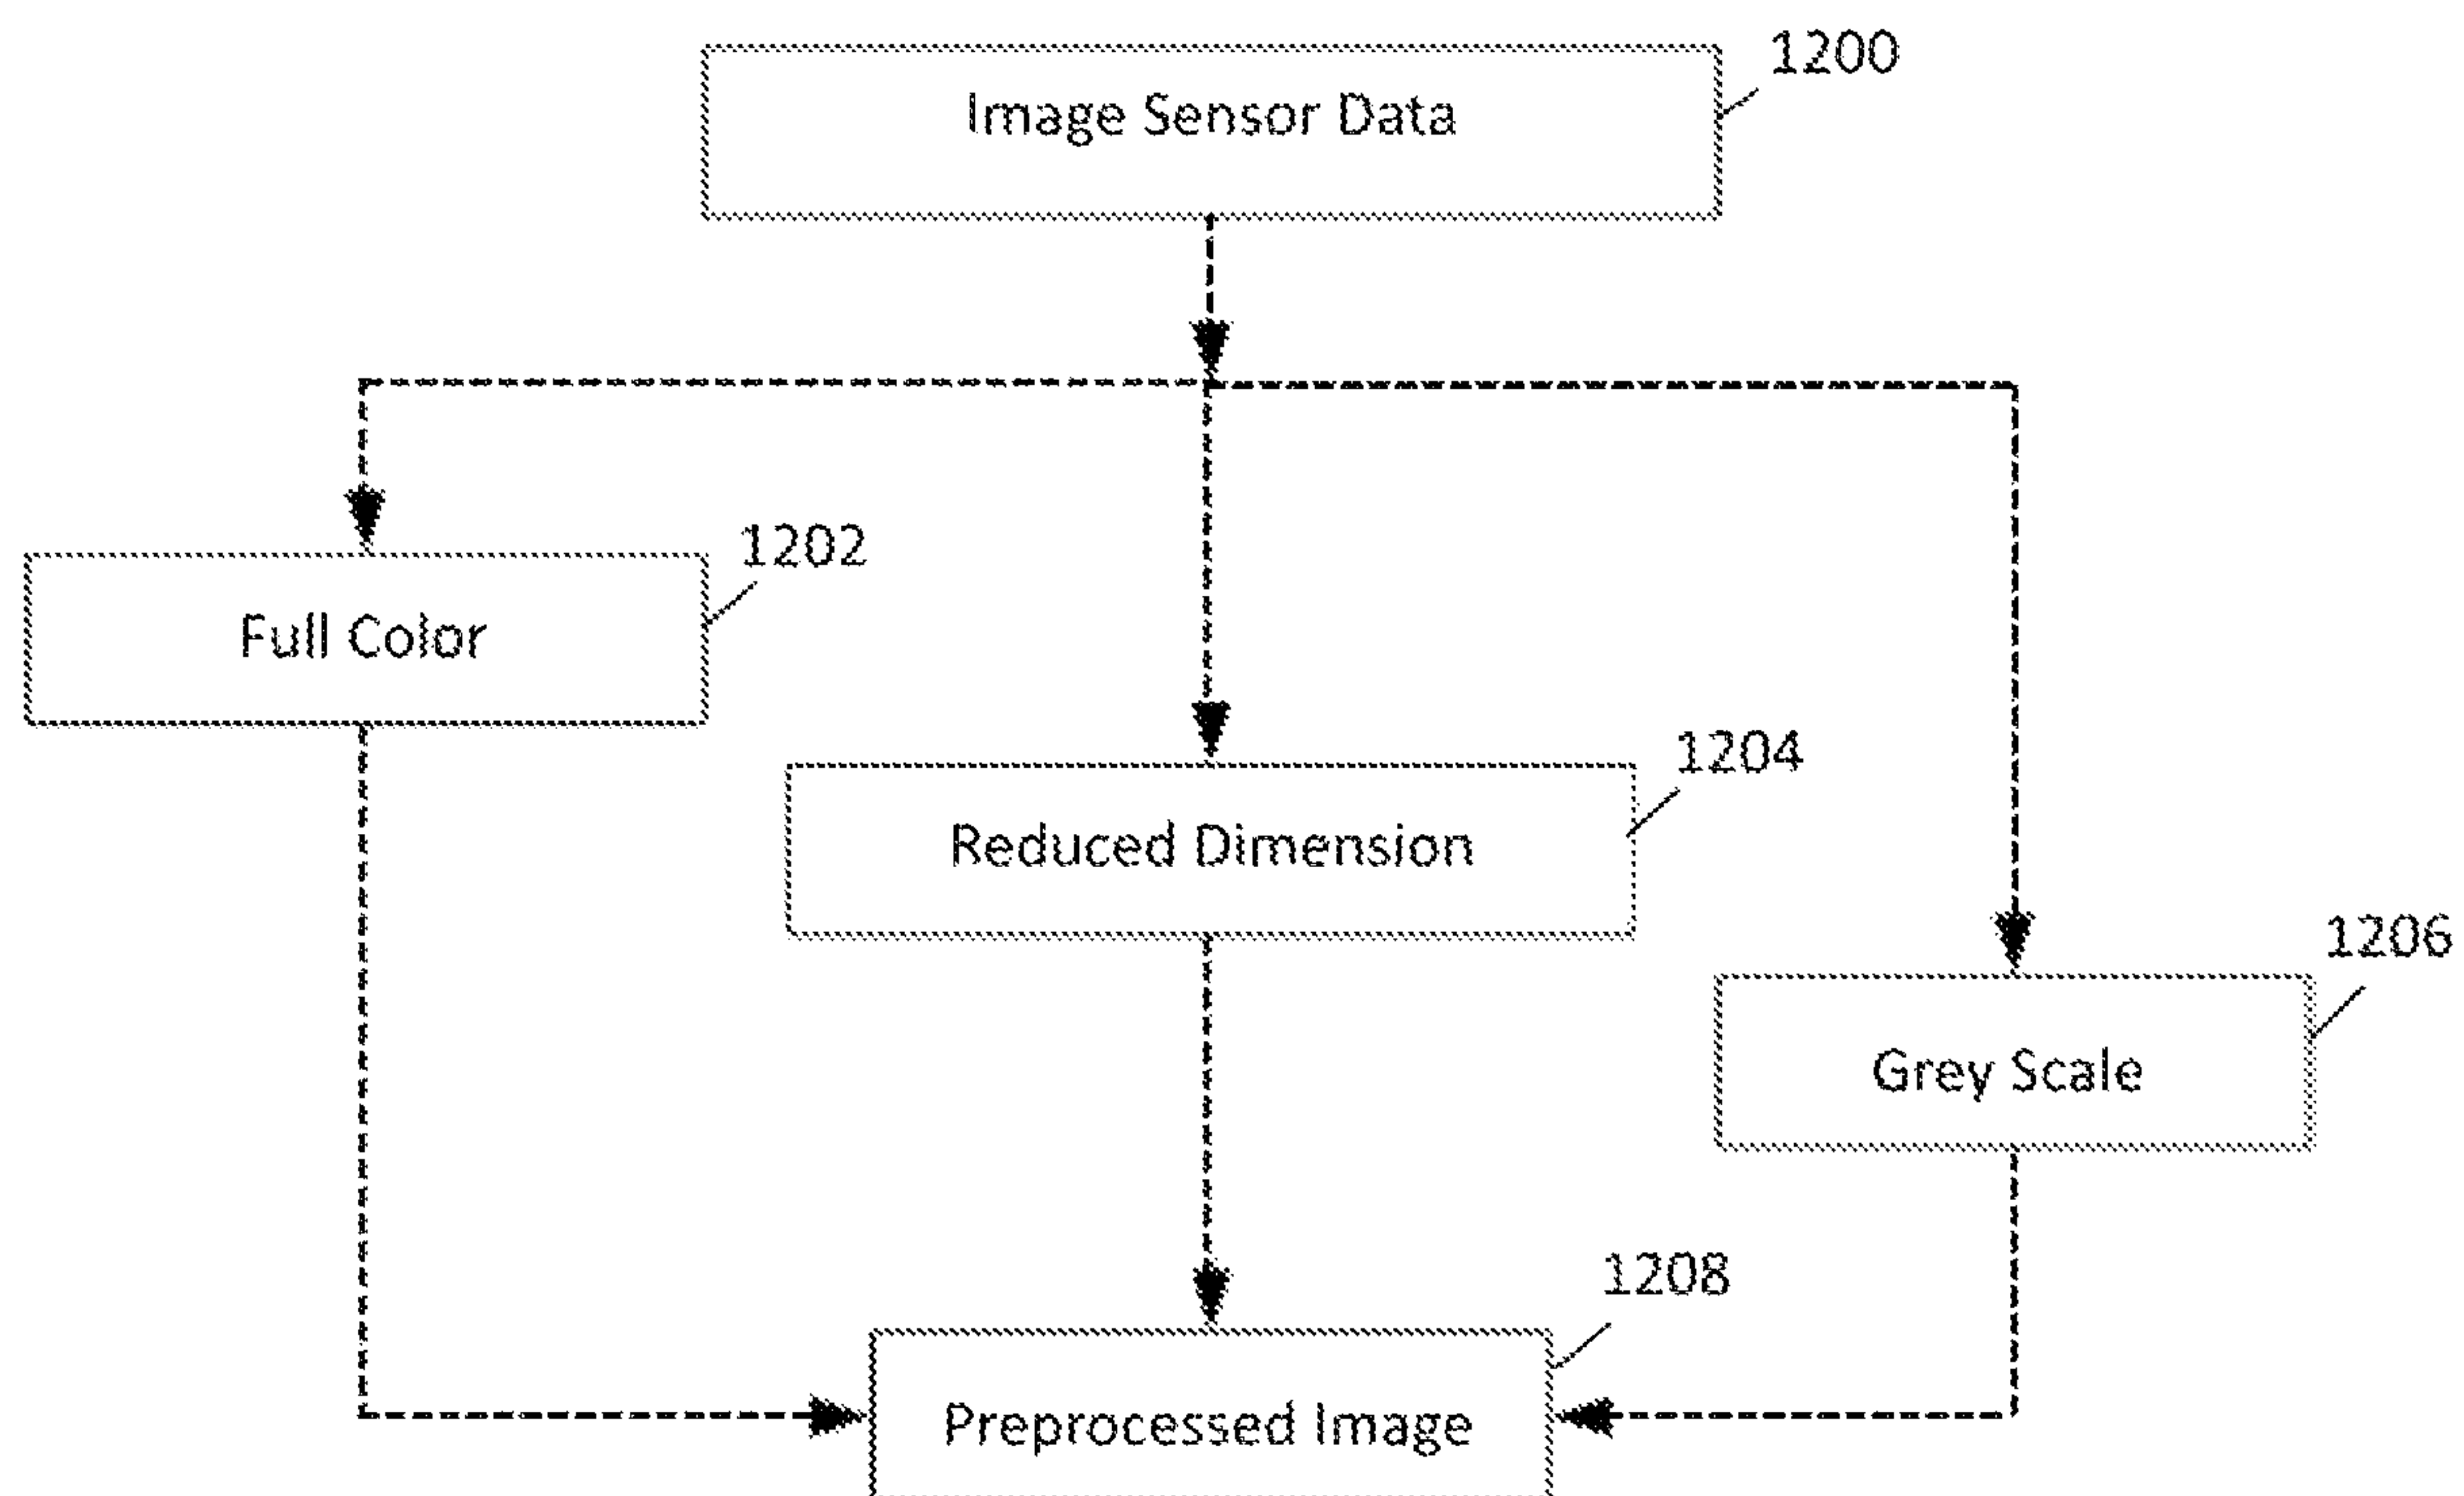 1200
Image Sensor Data
1202
Full Color
1204
Reduced Dimension
1206
Grey Scale
1208
Preprocessed Image